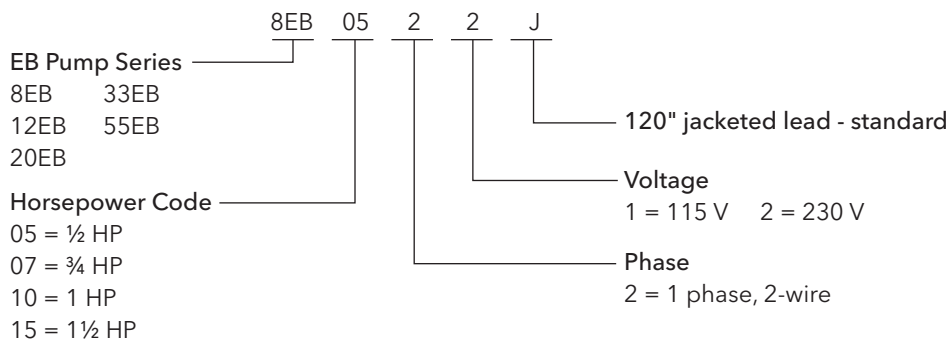 8EB 05 2 2 J
EB Pump Series
8EB 33EB
12EB 55EB
20EB
Horsepower Code
05 = ½ HP
07 = ¾ HP
10 = 1 HP
15 = 1½ HP
120" jacketed lead - standard
Voltage
1 = 115 V 2 = 230 V
Phase
2 = 1 phase, 2-wire